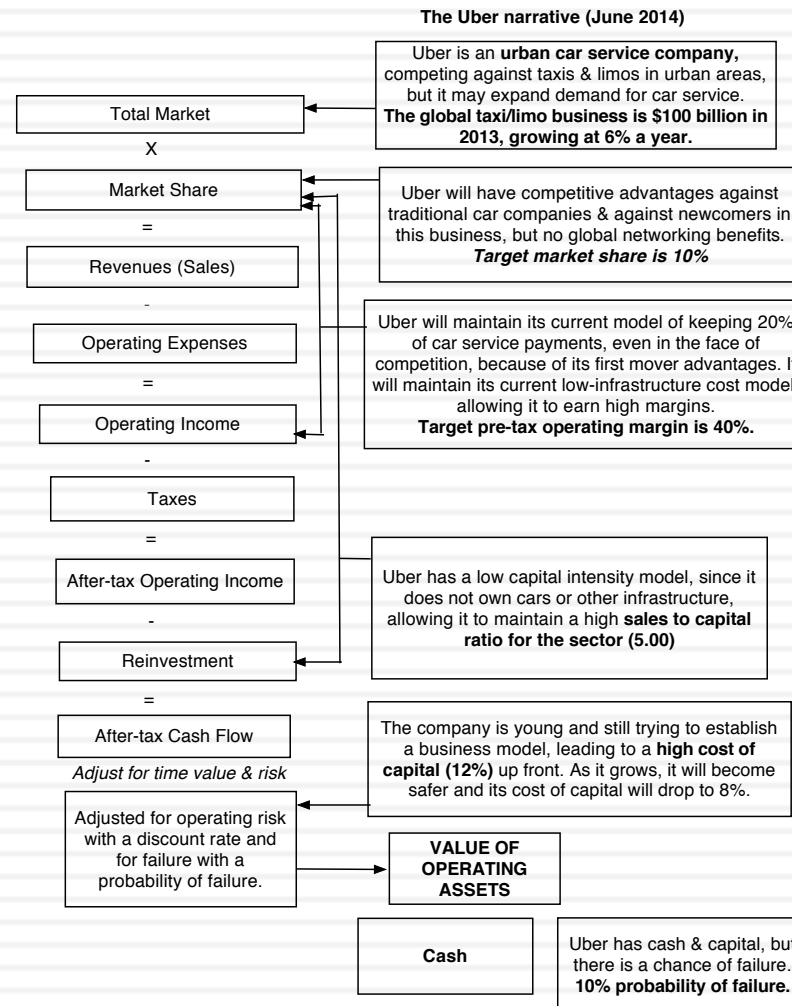 The Uber narrative (June 2014)
Uber is an urban car service company,
competing against taxis & limos in urban areas,
but it may expand demand for car service.
The global taxi/limo business is $100 billion in
2013, growing at 6% a year.
Total Market
X
Market Share
Uber will have competitive advantages against
traditional car companies & against newcomers in
this business, but no global networking benefits.
Target market share is 10%
=
Revenues (Sales)
-
Operating Expenses
Uber will maintain its current model of keeping 20%
of car service payments, even in the face of
competition, because of its first mover advantages. I
will maintain its current low-infrastructure cost model
allowing it to earn high margins.
Target pre-tax operating margin is 40%.
=
Operating Income
-
Taxes
=
After-tax Operating Income
Uber has a low capital intensity model, since it
does not own cars or other infrastructure,
allowing it to maintain a high sales to capital
ratio for the sector (5.00)
-
Reinvestment
=
After-tax Cash Flow
The company is young and still trying to establish
a business model, leading to a high cost of
capital (12%) up front. As it grows, it will become
safer and its cost of capital will drop to 8%.
Adjust for time value & risk
Adjusted for operating risk
with a discount rate and
for failure with a
probability of failure.
VALUE OF
OPERATING
ASSETS
Cash
Uber has cash & capital, but
there is a chance of failure.
10% probability of failure.